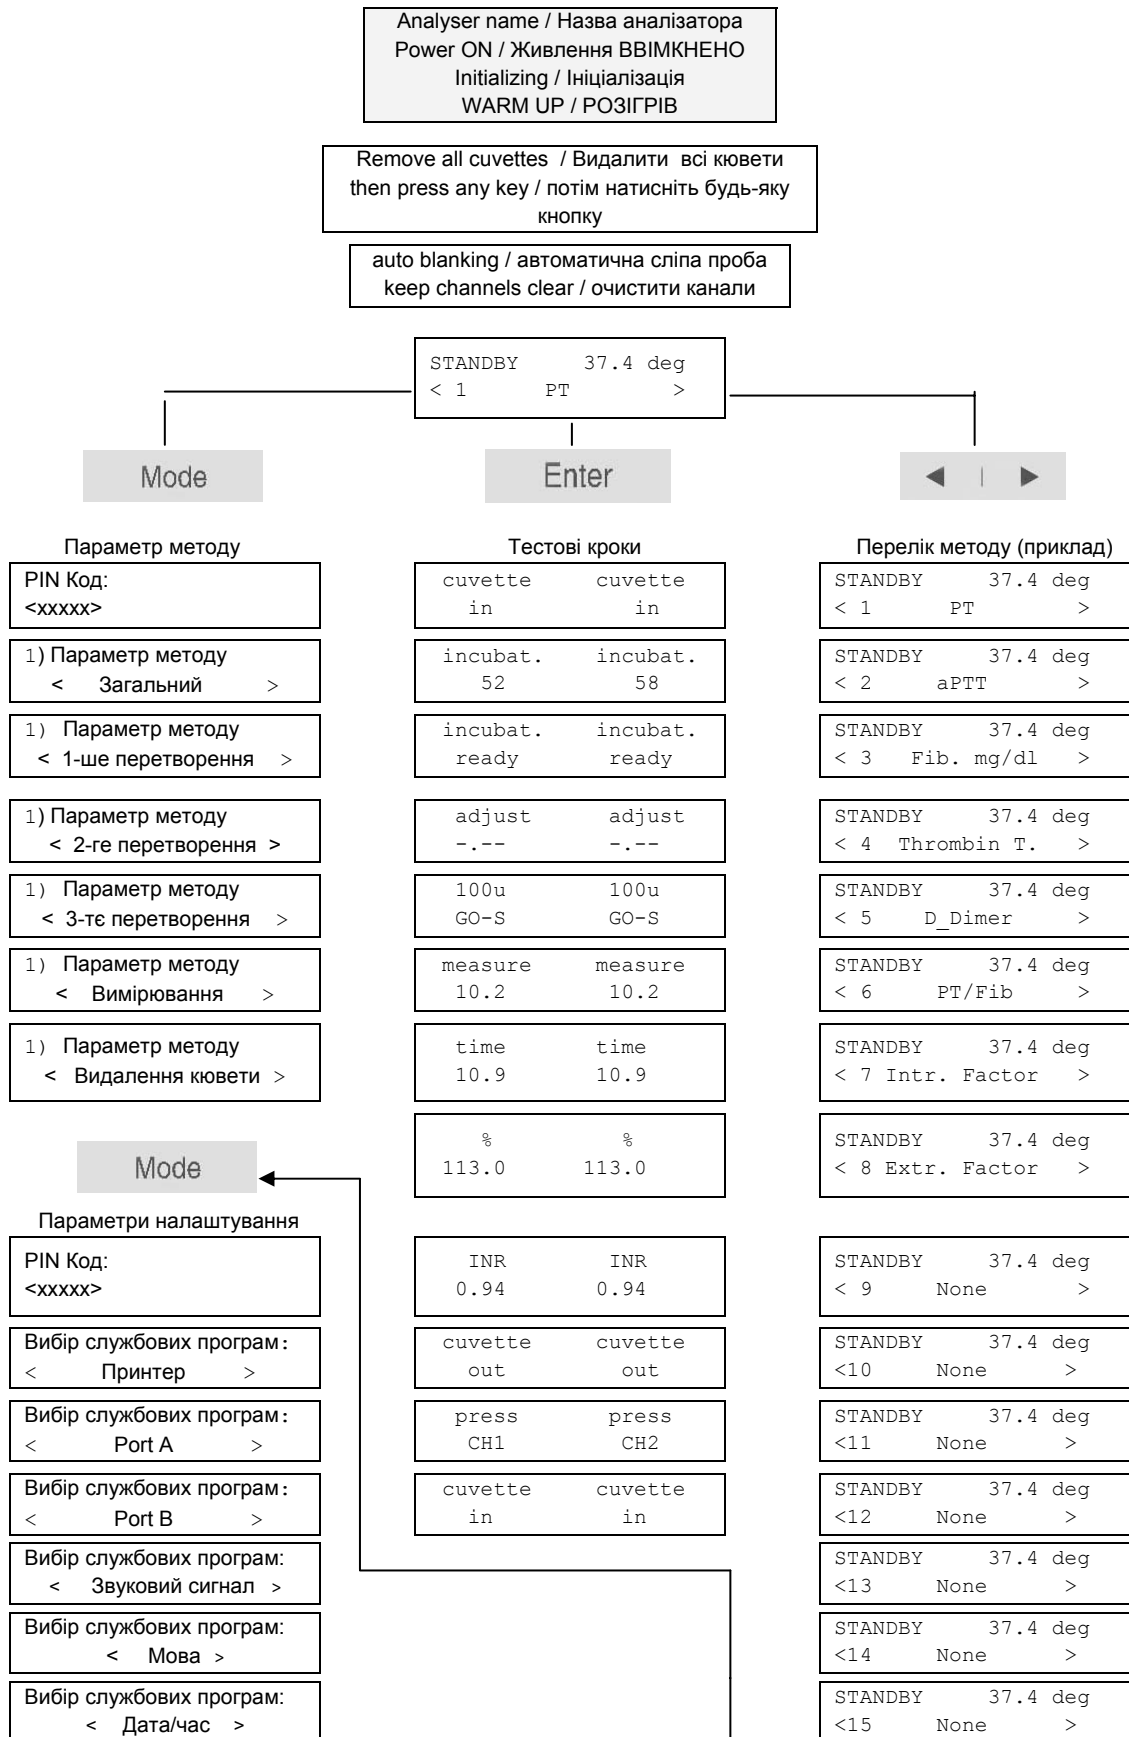 Analyser name / Назва аналізатора
Power ON / Живлення ВВІМКНЕНО
Initializing / Ініціалізація
WARM UP / РОЗІГРІВ
Remove all cuvettes / Видалити всі кювети
then press any key / потім натисніть будь-яку
кнопку
auto blanking / автоматична сліпа проба
keep channels clear / очистити канали
STANDBY 37.4 deg
< 1 PT >
Mode
Enter
◄ | ►
Параметр методу
PIN Код:
<xxxxx>
1) Параметр методу
< Загальний >
1) Параметр методу
< 1-ше перетворення >
1) Параметр методу
< 2-ге перетворення >
1) Параметр методу
< 3-тє перетворення >
1) Параметр методу
< Вимірювання >
1) Параметр методу
< Видалення кювети >
Mode
Параметри налаштування
PIN Код:
<xxxxx>
Вибір службових програм:
< Принтер >
Вибір службових програм:
< Port A >
Вибір службових програм:
< Port B >
Вибір службових програм:
< Звуковий сигнал >
Вибір службових програм:
< Мова >
Вибір службових програм:
< Дата/час >
Тестові кроки
cuvette cuvette
in in
incubat. incubat.
52 58
incubat. incubat.
ready ready
adjust adjust
-.-- -.--
100u 100u
GO-S GO-S
measure measure
10.2 10.2
time time
10.9 10.9
% %
113.0 113.0
INR INR
0.94 0.94
cuvette cuvette
out out
press press
CH1 CH2
cuvette cuvette
in in
Перелік методу (приклад)
STANDBY 37.4 deg
< 1 PT >
STANDBY 37.4 deg
< 2 aPTT >
STANDBY 37.4 deg
< 3 Fib. mg/dl >
STANDBY 37.4 deg
< 4 Thrombin T. >
STANDBY 37.4 deg
< 5 D_Dimer >
STANDBY 37.4 deg
< 6 PT/Fib >
STANDBY 37.4 deg
< 7 Intr. Factor >
STANDBY 37.4 deg
< 8 Extr. Factor >
STANDBY 37.4 deg
< 9 None >
STANDBY 37.4 deg
<10 None >
STANDBY 37.4 deg
<11 None >
STANDBY 37.4 deg
<12 None >
STANDBY 37.4 deg
<13 None >
STANDBY 37.4 deg
<14 None >
STANDBY 37.4 deg
<15 None >